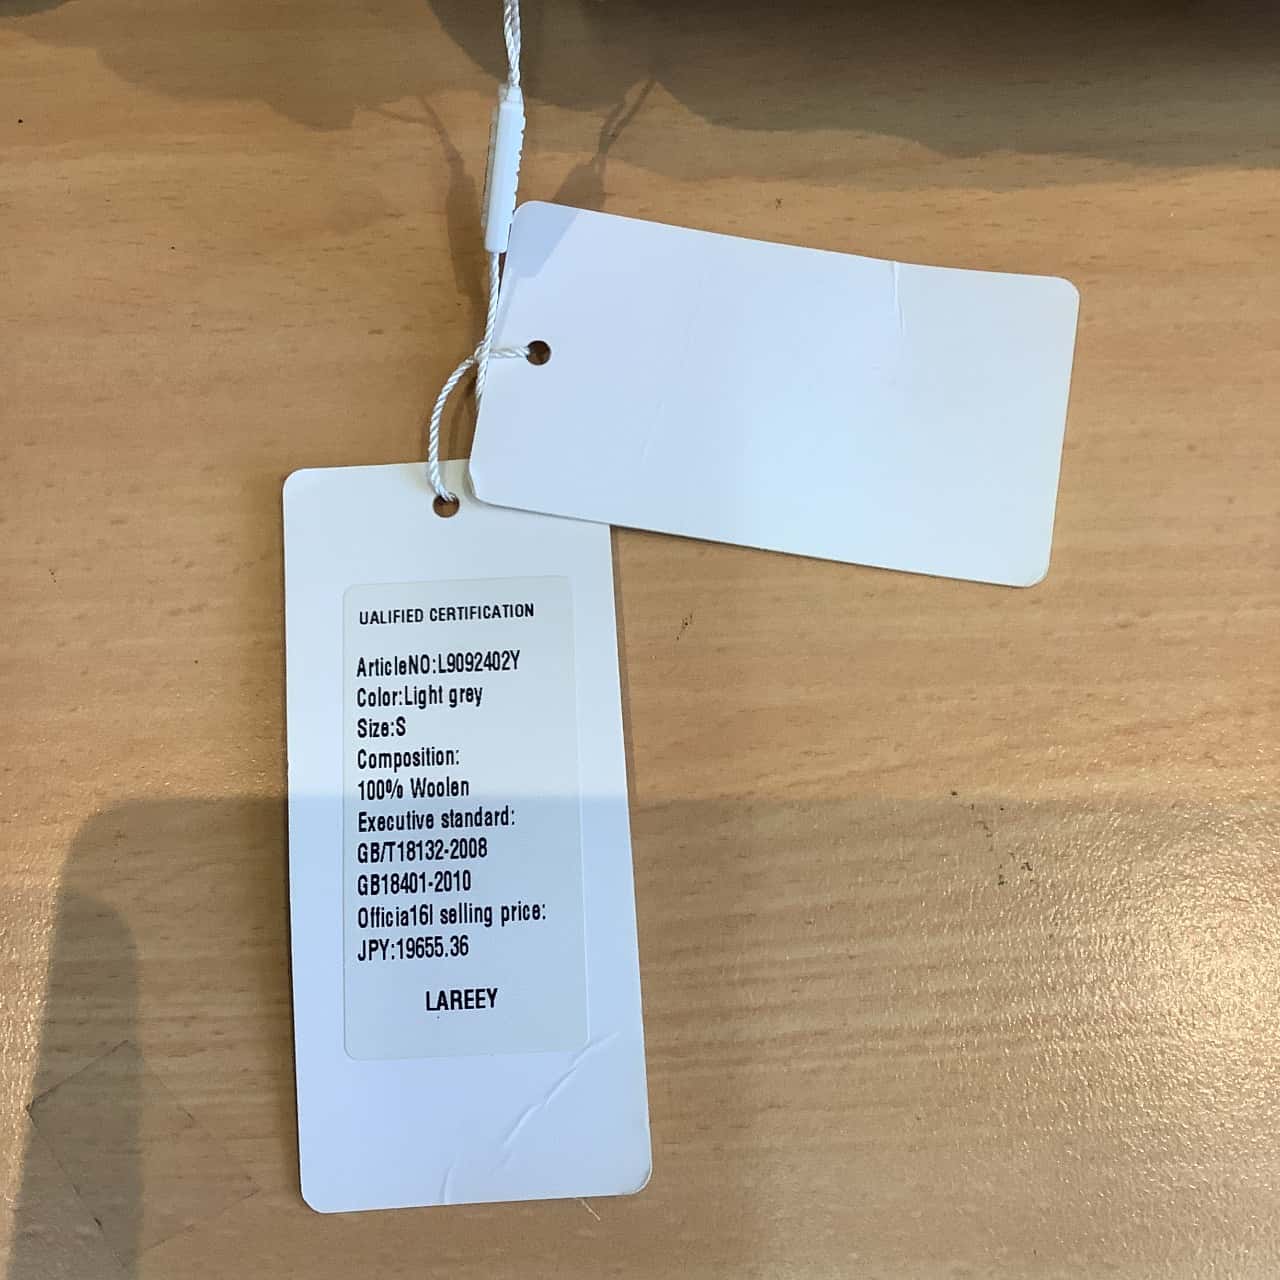 UALIFIED CERTIFICATION
ArticleNO:L9092402Y
Color:Light grey
Size:S
Composition:
100% Woolen
Executive standard:
GB/T18132-2008
GB18401-2010
Officia16l selling price:
JPY:19655.36
LAREEY